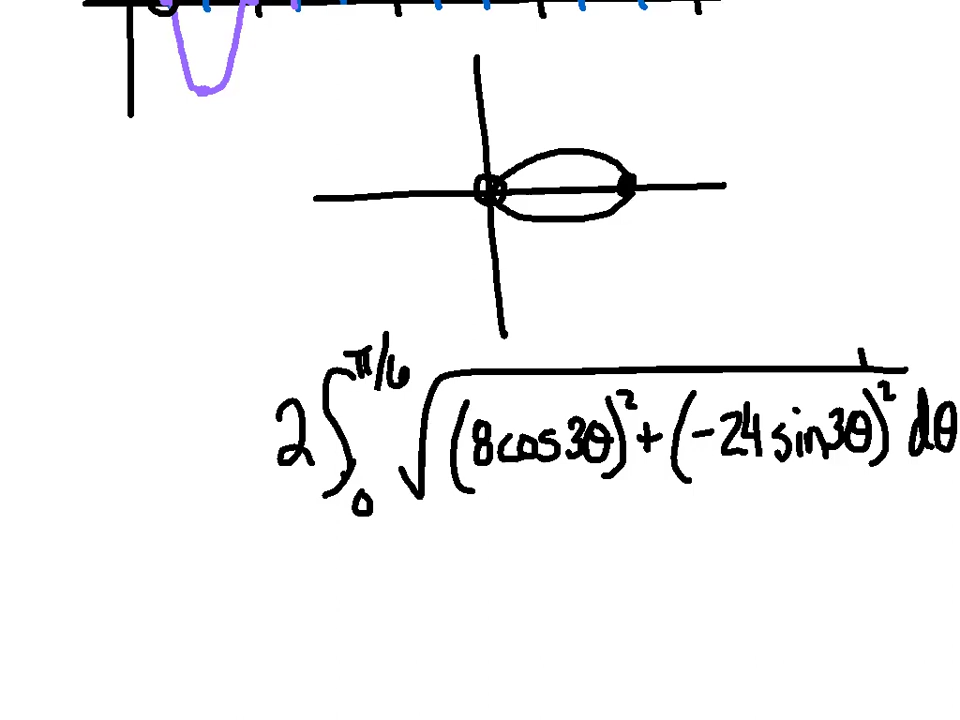 2∫₀^π/6 √((8cos3θ)² + (-24sin3θ)²) dθ